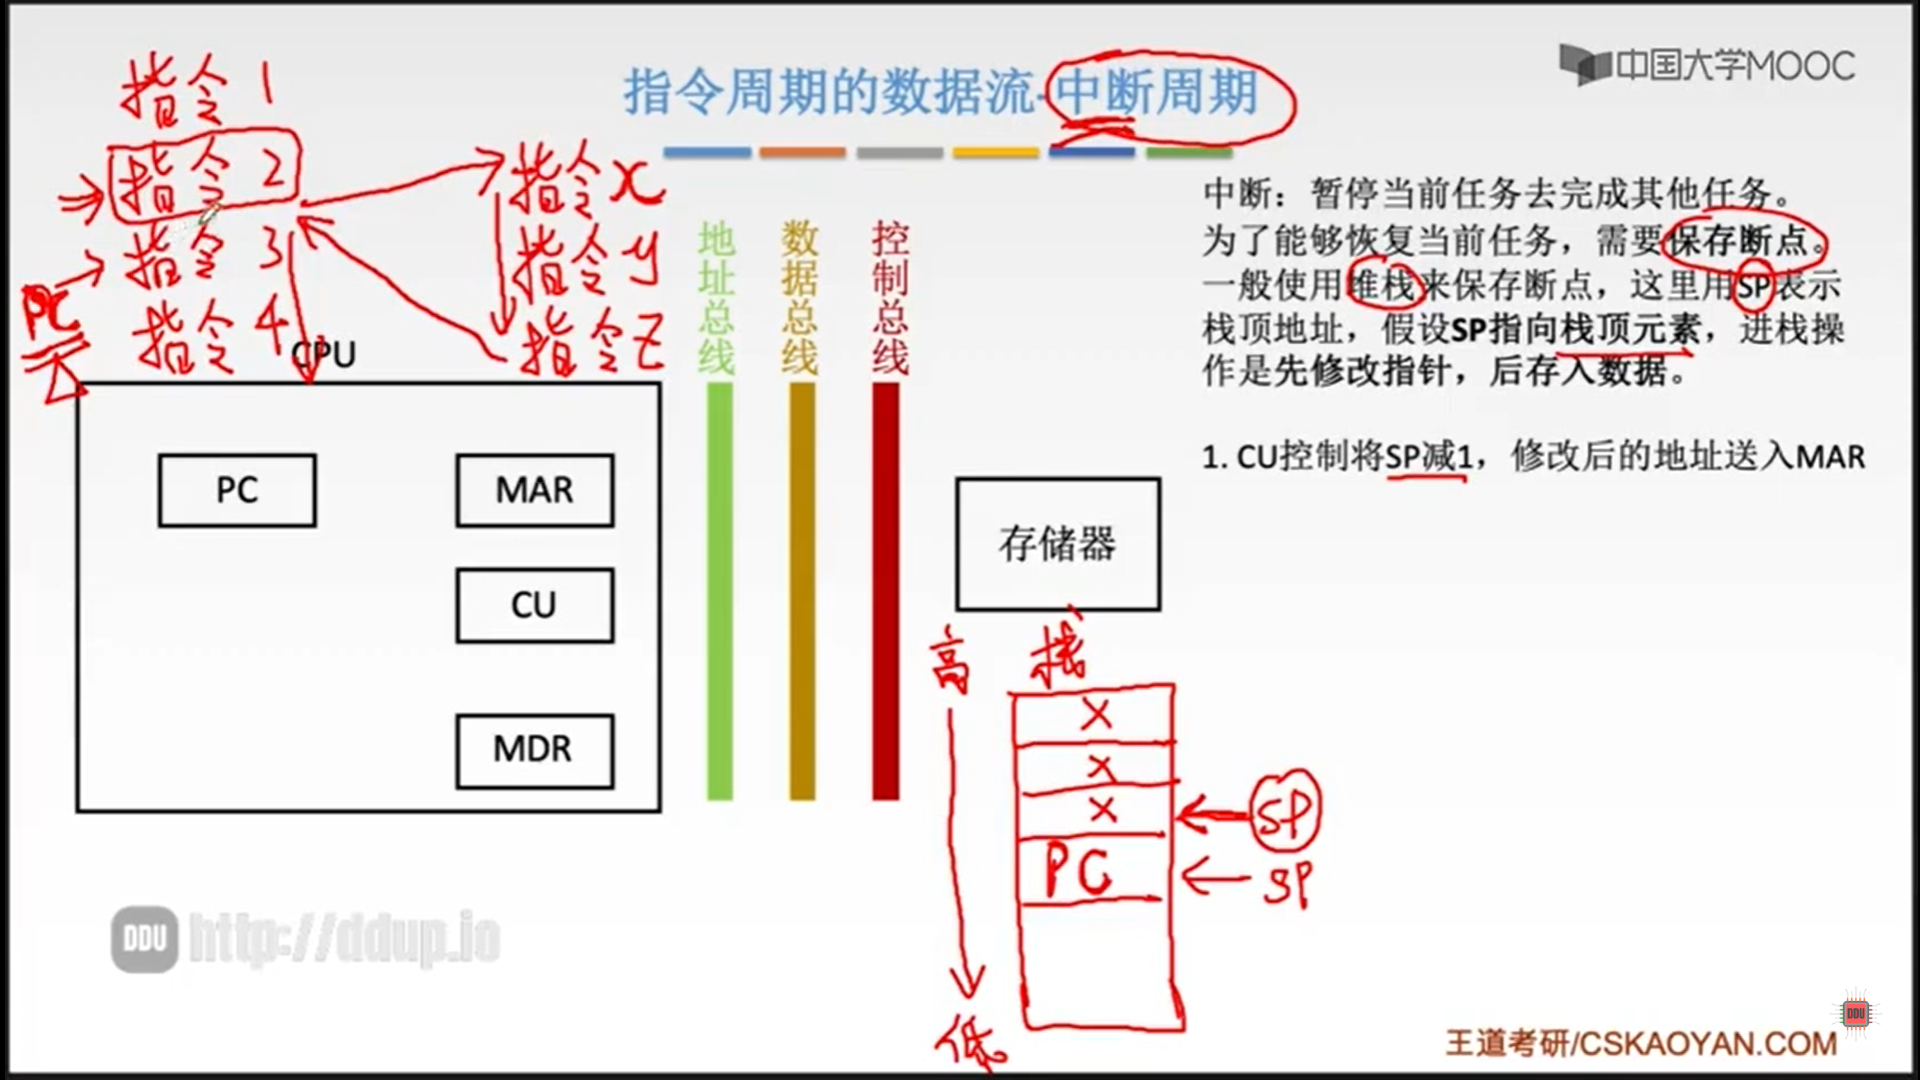 指令周期的数据流-中断周期
中国大学MOOC
指令 1
指令 2
指令 3
指令 4
PC
指令x
指令y
指令z
CPU
PC
MAR
CU
MDR
地址总线
数据总线
控制总线
存储器
中断：暂停当前任务去完成其他任务。
为了能够恢复当前任务，需要保存断点。
一般使用堆栈来保存断点，这里用SP表示
栈顶地址，假设SP指向栈顶元素，进栈操
作是先修改指针，后存入数据。
1. CU控制将SP减1，修改后的地址送入MAR
高
栈
X
X
X
SP
PC
SP
低
DDU http://ddup.io
DDU
王道考研/CSKAOYAN.COM